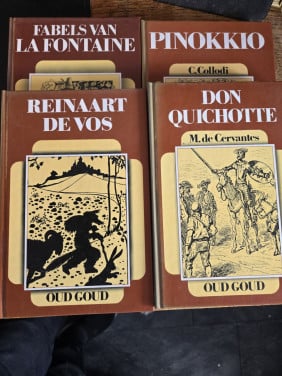 FABELS VAN
LA FONTAINE
PINOKKIO
C. Collodi
REINAART
DE VOS
OUD GOUD
DON
QUICHOTTE
M. de Cervantes
OUD GOUD